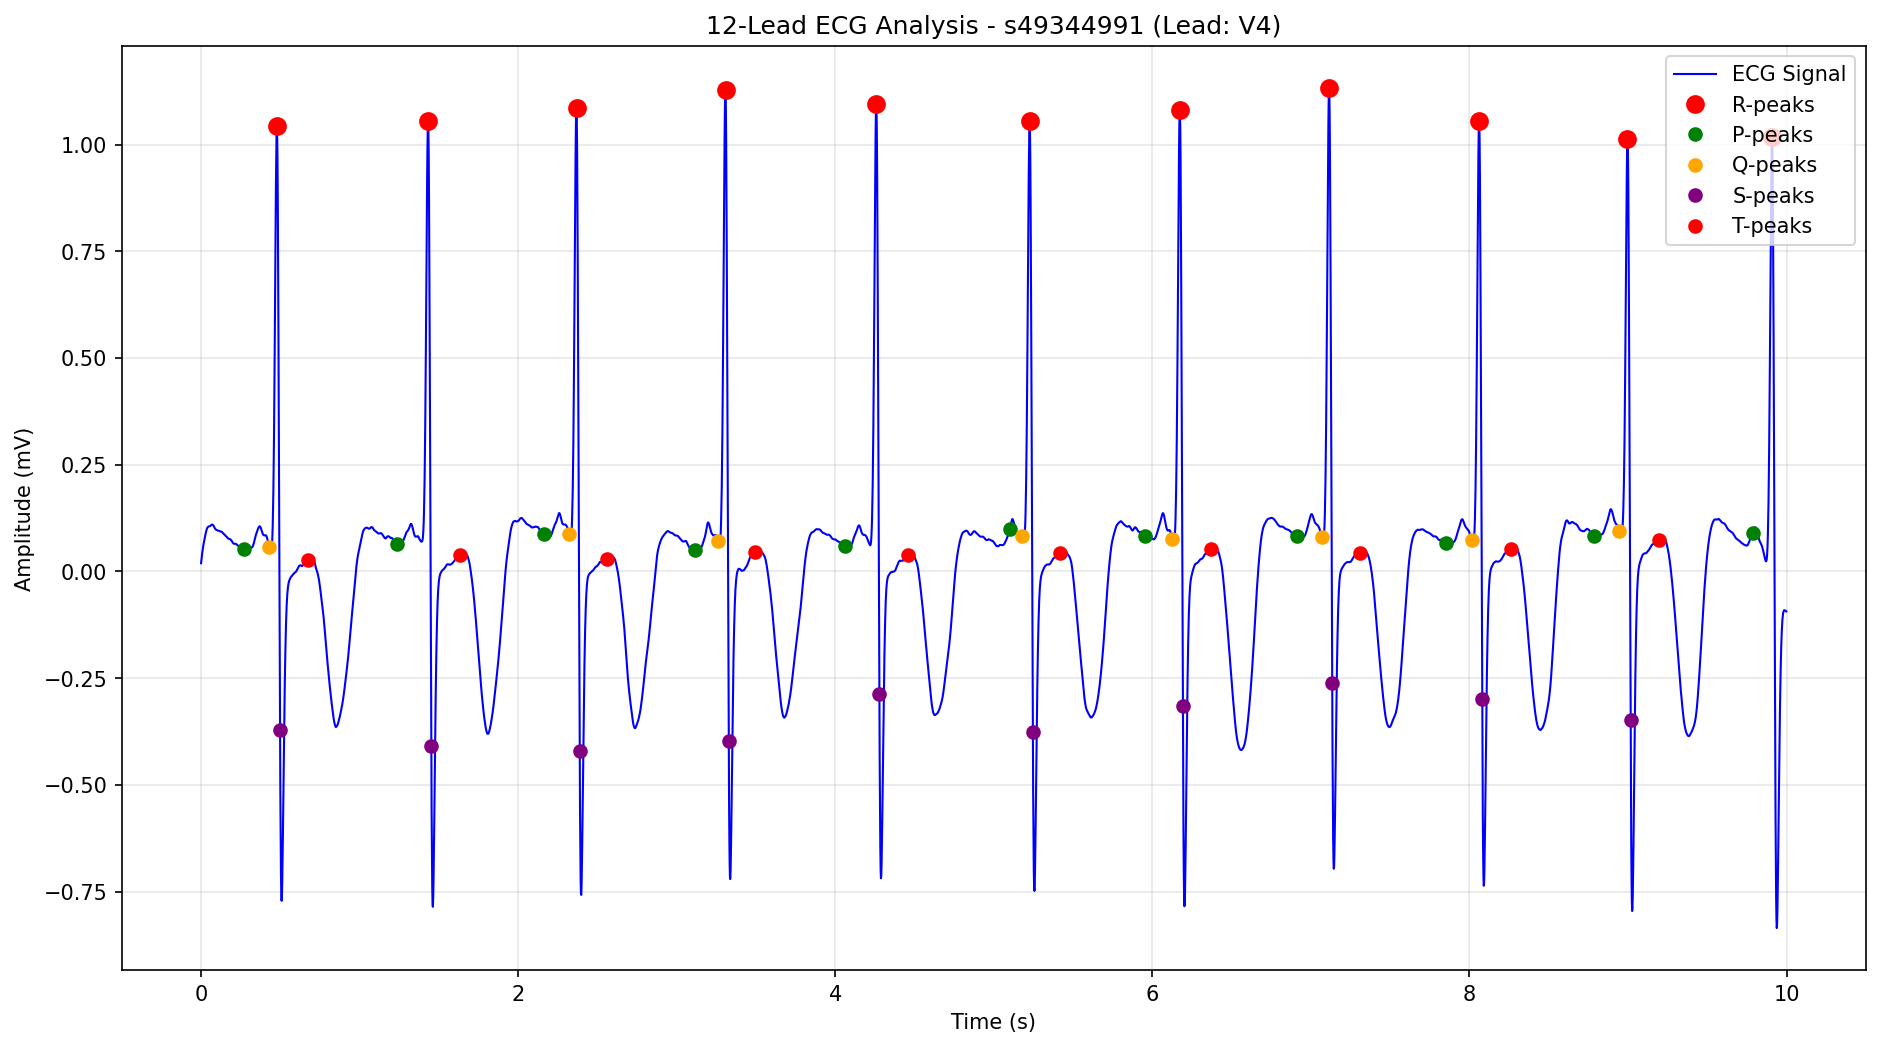 12-Lead ECG Analysis - s49344991 (Lead: V4)
ECG Signal
R-peaks
P-peaks
Q-peaks
S-peaks
T-peaks
Amplitude (mV)
1.00
0.75
0.50
0.25
0.00
−0.25
−0.50
−0.75
0
2
4
6
8
10
Time (s)